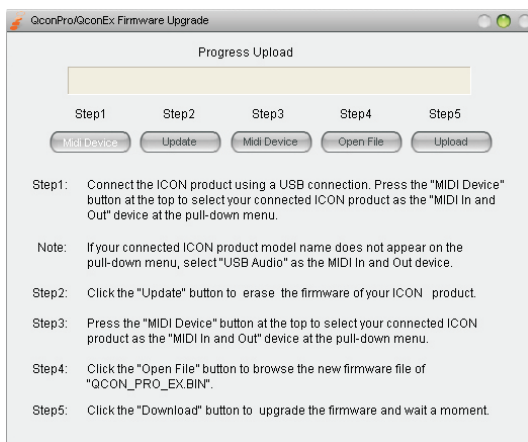 QconPro/QconEx Firmware Upgrade
Progress Upload
Step1 Step2 Step3 Step4 Step5
Midi Device Update Midi Device Open File Upload
Step1: Connect the ICON product using a USB connection. Press the "MIDI Device"
button at the top to select your connected ICON product as the "MIDI In and
Out" device at the pull-down menu.
Note: If your connected ICON product model name does not appear on the
pull-down menu, select "USB Audio" as the MIDI In and Out device.
Step2: Click the "Update" button to erase the firmware of your ICON product.
Step3: Press the "MIDI Device" button at the top to select your connected ICON
product as the "MIDI In and Out" device at the pull-down menu.
Step4: Click the "Open File" button to browse the new firmware file of
"QCON_PRO_EX.BIN".
Step5: Click the "Download" button to upgrade the firmware and wait a moment.